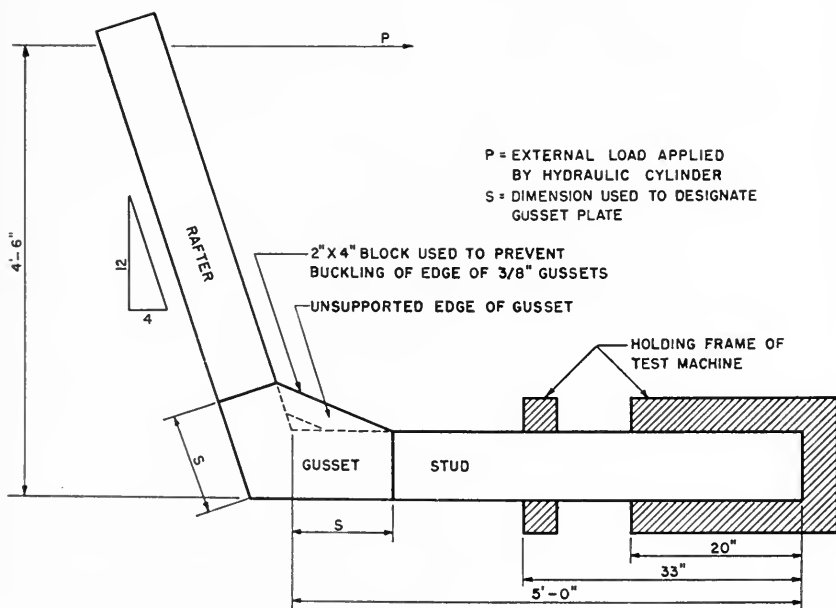 P
4'-6"
P = EXTERNAL LOAD APPLIED
BY HYDRAULIC CYLINDER
S = DIMENSION USED TO DESIGNATE
GUSSET PLATE
RAFTER
12
4
2" X 4" BLOCK USED TO PREVENT
BUCKLING OF EDGE OF 3/8" GUSSETS
UNSUPPORTED EDGE OF GUSSET
HOLDING FRAME OF
TEST MACHINE
S
GUSSET
STUD
S
20"
33"
5'-0"